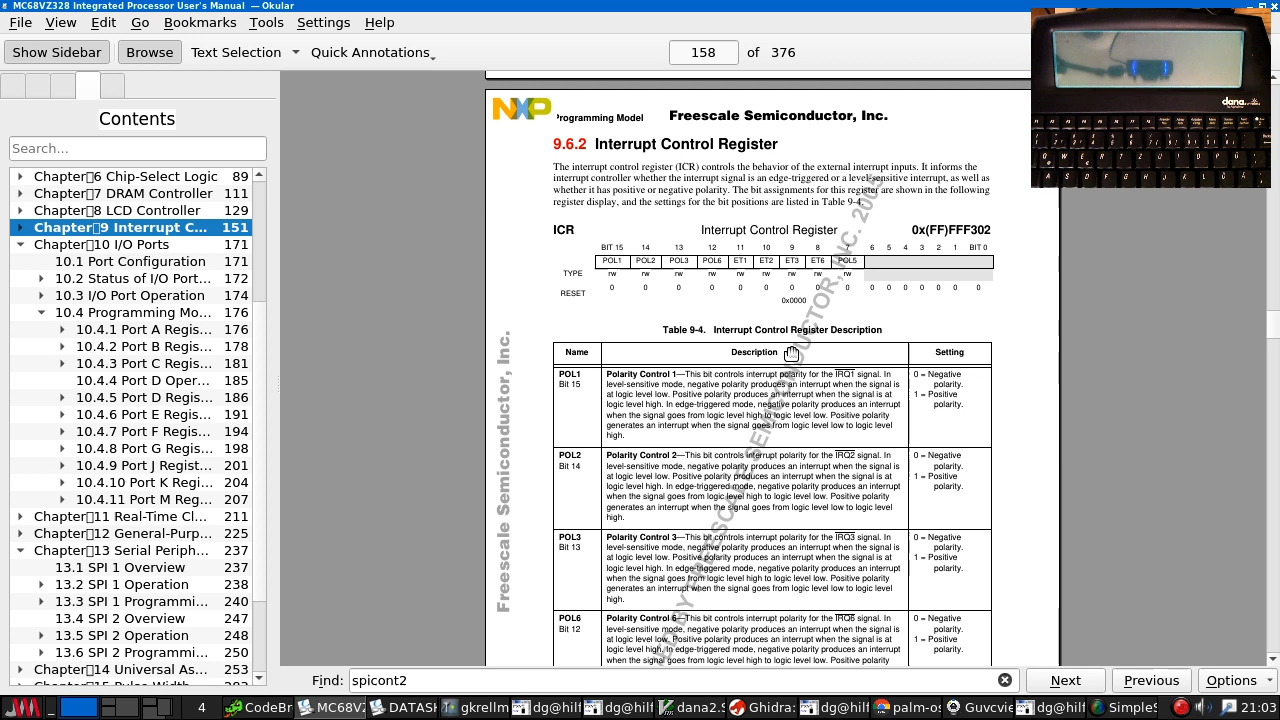 MC68VZ328 Integrated Processor User's Manual — Okular
File View Edit Go Bookmarks Tools Settings Help
Show Sidebar Browse Text Selection Quick Annotations 158 of 376
Contents
Search...
Chapter 6 Chip-Select Logic 89
Chapter 7 DRAM Controller 111
Chapter 8 LCD Controller 129
Chapter 9 Interrupt C... 151
Chapter 10 I/O Ports 171
10.1 Port Configuration 171
10.2 Status of I/O Port... 172
10.3 I/O Port Operation 174
10.4 Programming Mo... 176
10.4.1 Port A Regis... 176
10.4.2 Port B Regis... 178
10.4.3 Port C Regis... 181
10.4.4 Port D Oper... 185
10.4.5 Port D Regis... 186
10.4.6 Port E Regis... 191
10.4.7 Port F Regis... 194
10.4.8 Port G Regis... 198
10.4.9 Port J Regist... 201
10.4.10 Port K Regi... 204
10.4.11 Port M Reg... 207
Chapter 11 Real-Time Cl... 211
Chapter 12 General-Purp... 225
Chapter 13 Serial Periph... 237
13.1 SPI 1 Overview 237
13.2 SPI 1 Operation 238
13.3 SPI 1 Programmi... 240
13.4 SPI 2 Overview 247
13.5 SPI 2 Operation 248
13.6 SPI 2 Programmi... 250
Chapter 14 Universal As... 253
NXP Programming Model Freescale Semiconductor, Inc.
9.6.2 Interrupt Control Register
The interrupt control register (ICR) controls the behavior of the external interrupt inputs. It informs the
interrupt controller whether the interrupt signal is an edge-triggered or a level-sensitive interrupt, as well as
whether it has positive or negative polarity. The bit assignments for this register are shown in the following
register display, and the settings for the bit positions are listed in Table 9-4.
ICR Interrupt Control Register 0x(FF)FFF302
BIT 15 14 13 12 11 10 9 8 7 6 5 4 3 2 1 BIT 0
POL1 POL2 POL3 POL6 ET1 ET2 ET3 ET6 POL5
TYPE rw rw rw rw rw rw rw rw rw
RESET 0 0 0 0 0 0 0 0 0 0 0 0 0 0 0 0
0x0000
Table 9-4. Interrupt Control Register Description
Name Description Setting
POL1
Bit 15
Polarity Control 1—This bit controls interrupt polarity for the IRQ1 signal. In
level-sensitive mode, negative polarity produces an interrupt when the signal is
at logic level low. Positive polarity produces an interrupt when the signal is at
logic level high. In edge-triggered mode, negative polarity produces an interrupt
when the signal goes from logic level high to logic level low. Positive polarity
generates an interrupt when the signal goes from logic level low to logic level
high.
0 = Negative
polarity.
1 = Positive
polarity.
POL2
Bit 14
Polarity Control 2—This bit controls interrupt polarity for the IRQ2 signal. In
level-sensitive mode, negative polarity produces an interrupt when the signal is
at logic level low. Positive polarity produces an interrupt when the signal is at
logic level high. In edge-triggered mode, negative polarity produces an interrupt
when the signal goes from logic level high to logic level low. Positive polarity
generates an interrupt when the signal goes from logic level low to logic level
high.
0 = Negative
polarity.
1 = Positive
polarity.
POL3
Bit 13
Polarity Control 3—This bit controls interrupt polarity for the IRQ3 signal. In
level-sensitive mode, negative polarity produces an interrupt when the signal is
at logic level low. Positive polarity produces an interrupt when the signal is at
logic level high. In edge-triggered mode, negative polarity produces an interrupt
when the signal goes from logic level high to logic level low. Positive polarity
generates an interrupt when the signal goes from logic level low to logic level
high.
0 = Negative
polarity.
1 = Positive
polarity.
POL6
Bit 12
Polarity Control 6—This bit controls interrupt polarity for the IRQ6 signal. In
level-sensitive mode, negative polarity produces an interrupt when the signal is
at logic level low. Positive polarity produces an interrupt when the signal is at
logic level high. In edge-triggered mode, negative polarity produces an interrupt
when the signal goes from logic level high to logic level low. Positive polarity
0 = Negative
polarity.
1 = Positive
polarity.
Freescale Semiconductor, Inc.
BY FREESCALE SEMICONDUCTOR, INC. 2005
dana
Find: spicont2 Next Previous Options
4 CodeBr MC68VZ DATASH gkrellm dg@hilf dg@hilf dana2.S Ghidra: dg@hilf palm-os Guvcvie dg@hilf SimpleS 21:03